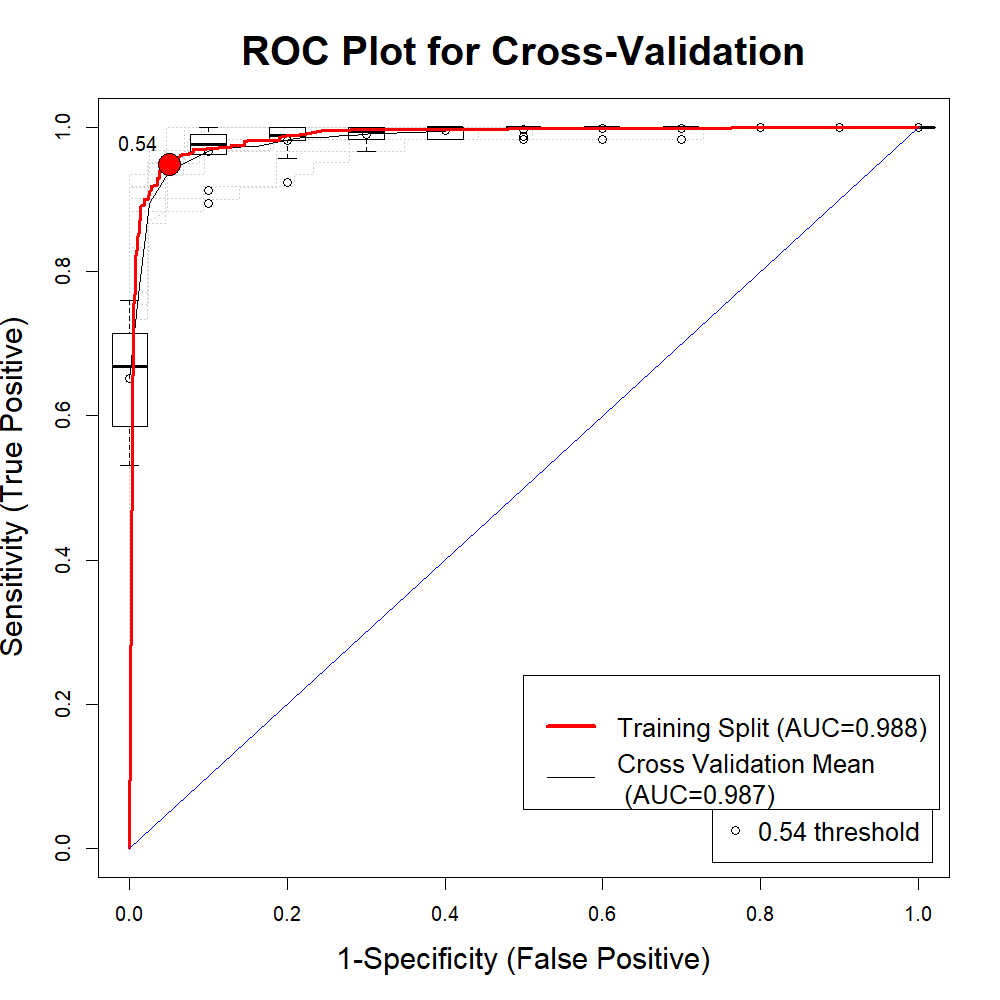 ROC Plot for Cross-Validation
Sensitivity (True Positive)
1.0
0.8
0.6
0.4
0.2
0.0
0.54
Training Split (AUC=0.988)
Cross Validation Mean
(AUC=0.987)
0.54 threshold
0.0 0.2 0.4 0.6 0.8 1.0
1-Specificity (False Positive)